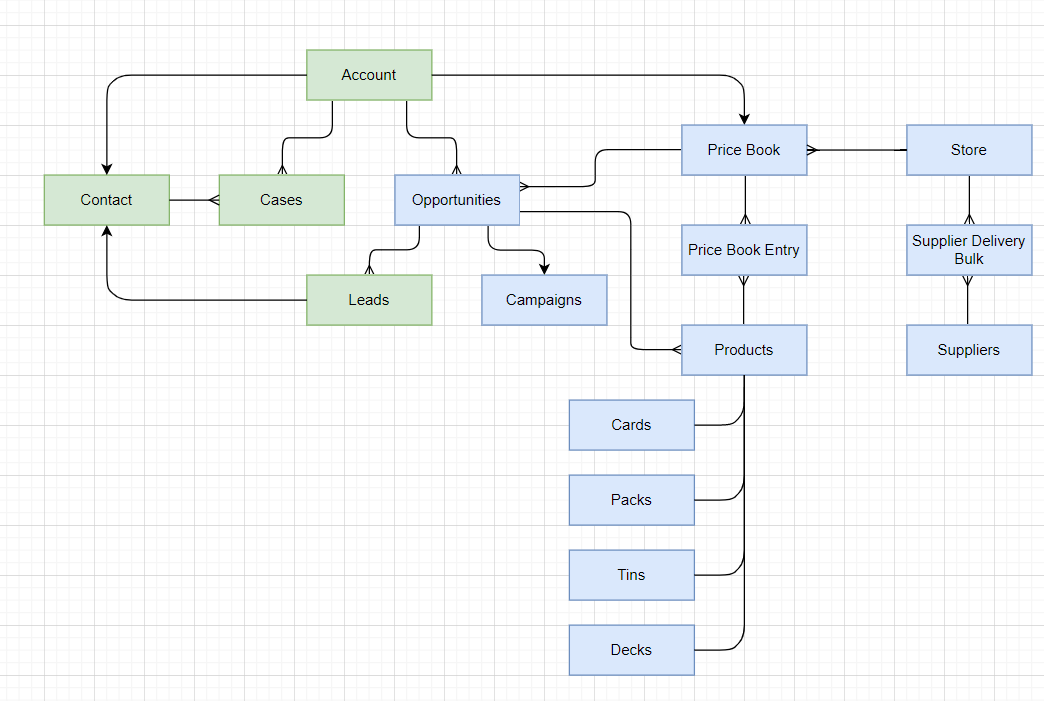 Account
Price Book
Store
Contact
Cases
Opportunities
Price Book Entry
Supplier Delivery
Bulk
Leads
Campaigns
Products
Suppliers
Cards
Packs
Tins
Decks